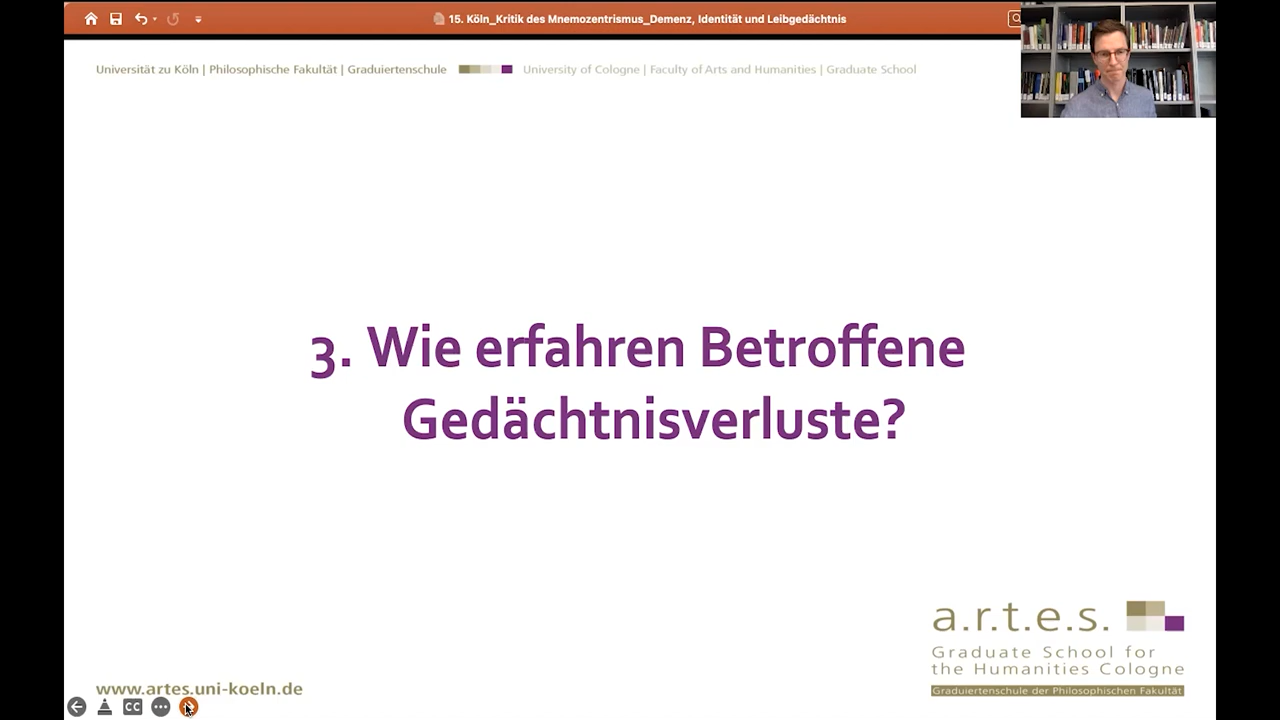 15. Köln_Kritik des Mnemozentrismus_Demenz, Identität und Leibgedächtnis
Universität zu Köln | Philosophische Fakultät | Graduiertenschule University of Cologne | Faculty of Arts and Humanities | Graduate School
3. Wie erfahren Betroffene
Gedächtnisverluste?
a.r.t.e.s.
Graduate School for
the Humanities Cologne
Graduiertenschule der Philosophischen Fakultät
www.artes.uni-koeln.de
CC